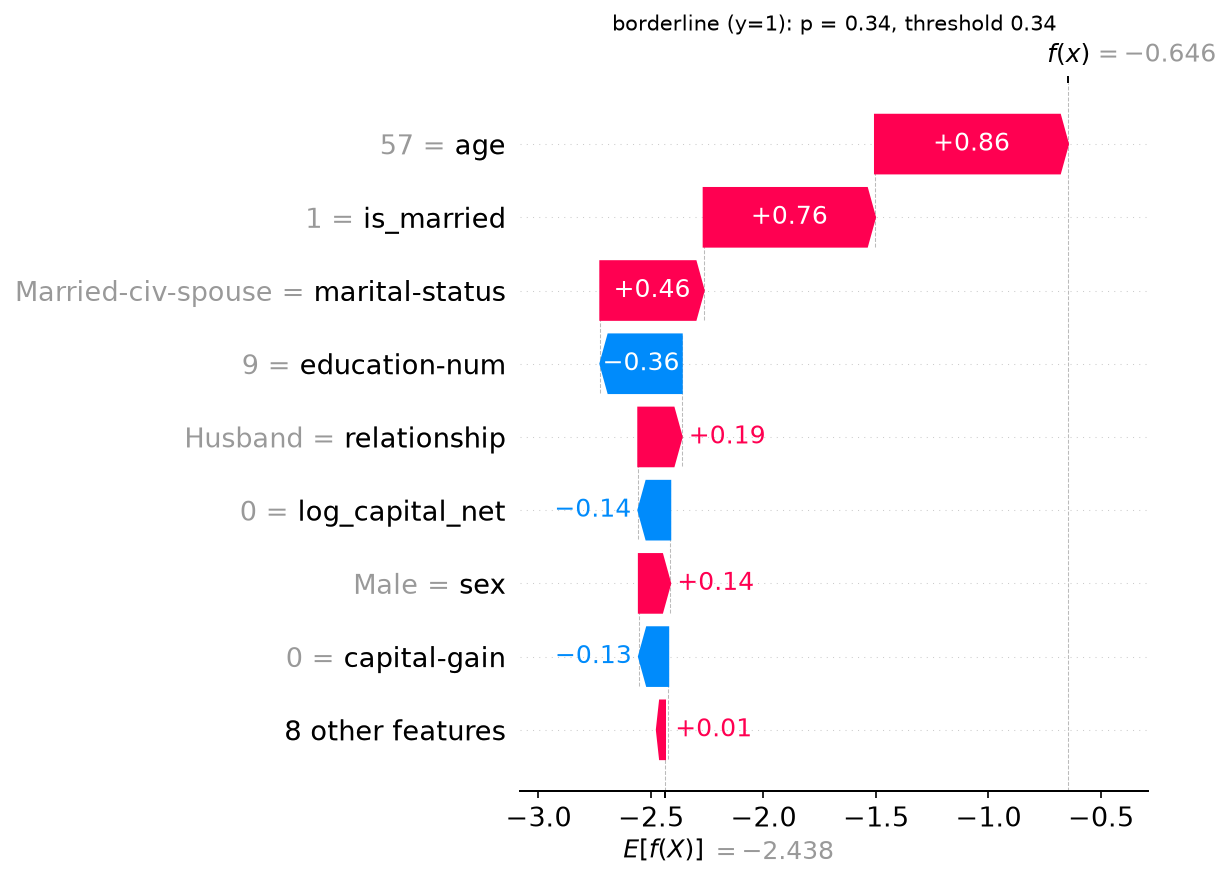 borderline (y=1): p = 0.34, threshold 0.34
f(x) = −0.646
57 = age
+0.86
1 = is_married
+0.76
Married-civ-spouse = marital-status
+0.46
9 = education-num
−0.36
Husband = relationship
+0.19
0 = log_capital_net
−0.14
Male = sex
+0.14
0 = capital-gain
−0.13
8 other features
+0.01
−3.0 −2.5 −2.0 −1.5 −1.0 −0.5
E[f(X)] = −2.438